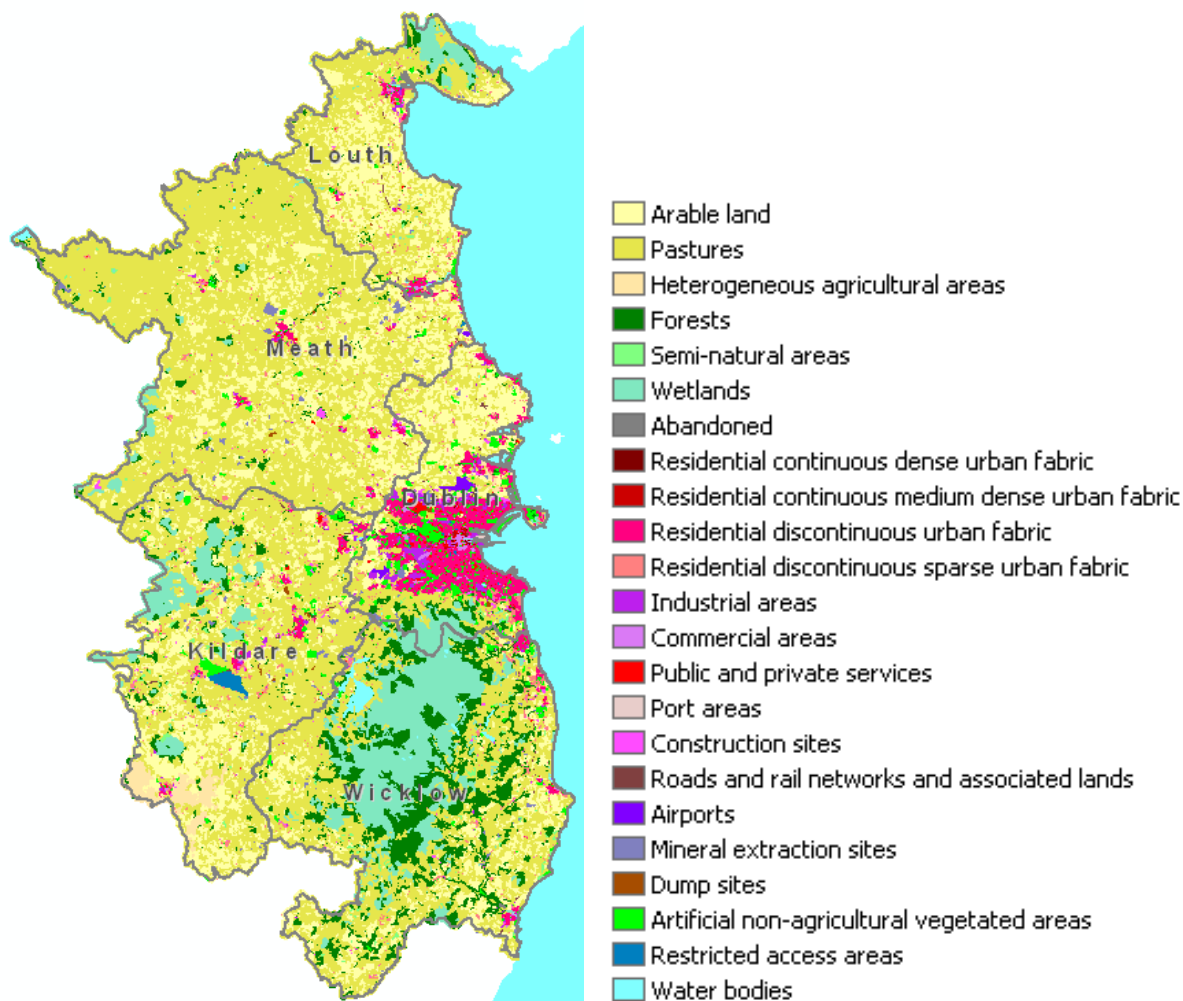 Louth
Meath
Dublin
Kildare
Wicklow
Arable land
Pastures
Heterogeneous agricultural areas
Forests
Semi-natural areas
Wetlands
Abandoned
Residential continuous dense urban fabric
Residential continuous medium dense urban fabric
Residential discontinuous urban fabric
Residential discontinuous sparse urban fabric
Industrial areas
Commercial areas
Public and private services
Port areas
Construction sites
Roads and rail networks and associated lands
Airports
Mineral extraction sites
Dump sites
Artificial non-agricultural vegetated areas
Restricted access areas
Water bodies